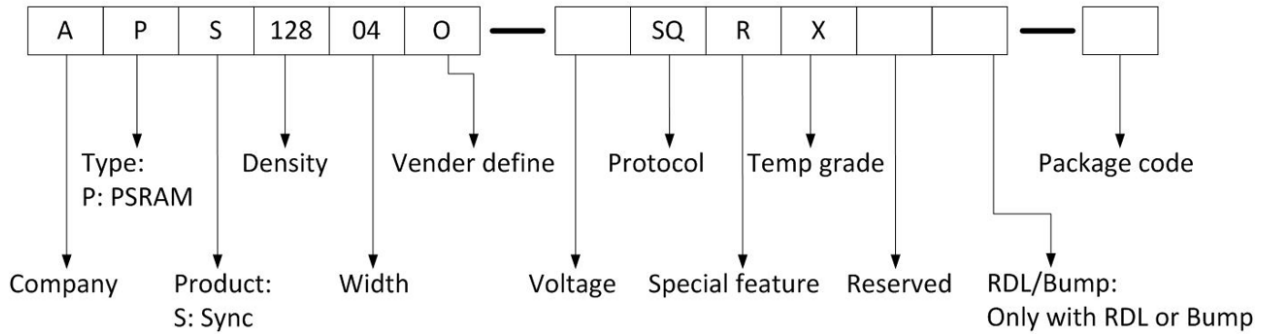 A P S 128 04 O — SQ R X —
Type: Density Vender define Protocol Temp grade Package code
P: PSRAM
Company Product: Width Voltage Special feature Reserved RDL/Bump:
S: Sync Only with RDL or Bump